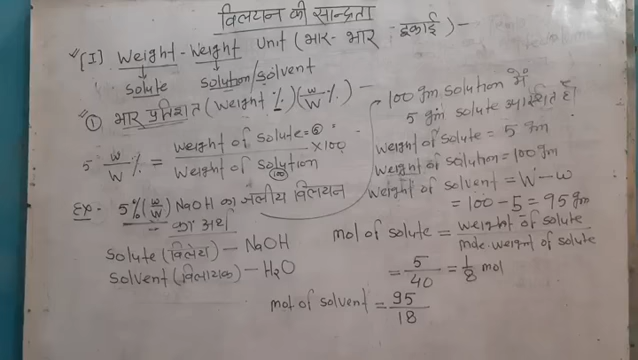 विलयन की सान्द्रता
[I] Weight - Weight Unit (भार - भार - इकाई) -
↓ ↓
Solute Solution/solvent
① भार प्रतिशत (Weight %) (w/W %) -
5 w/W % = weight of solute = ⑤ / Weight of solution (100) × 100
Ex- 5% (w/W) NaOH का जलीय विलयन
का अर्थ
Solute (विलेय) - NaOH
Solvent (विलायक) - H₂O
100 gm solution में
5 gm solute उपस्थित है।
Weight of solute = 5 gm
Weight of solution = 100 gm
Weight of solvent = W - w
= 100 - 5 = 95 gm
mol of solute = weight of solute / mole. weight of solute
= 5/40 = 1/8 mol
mol of solvent = 95/18